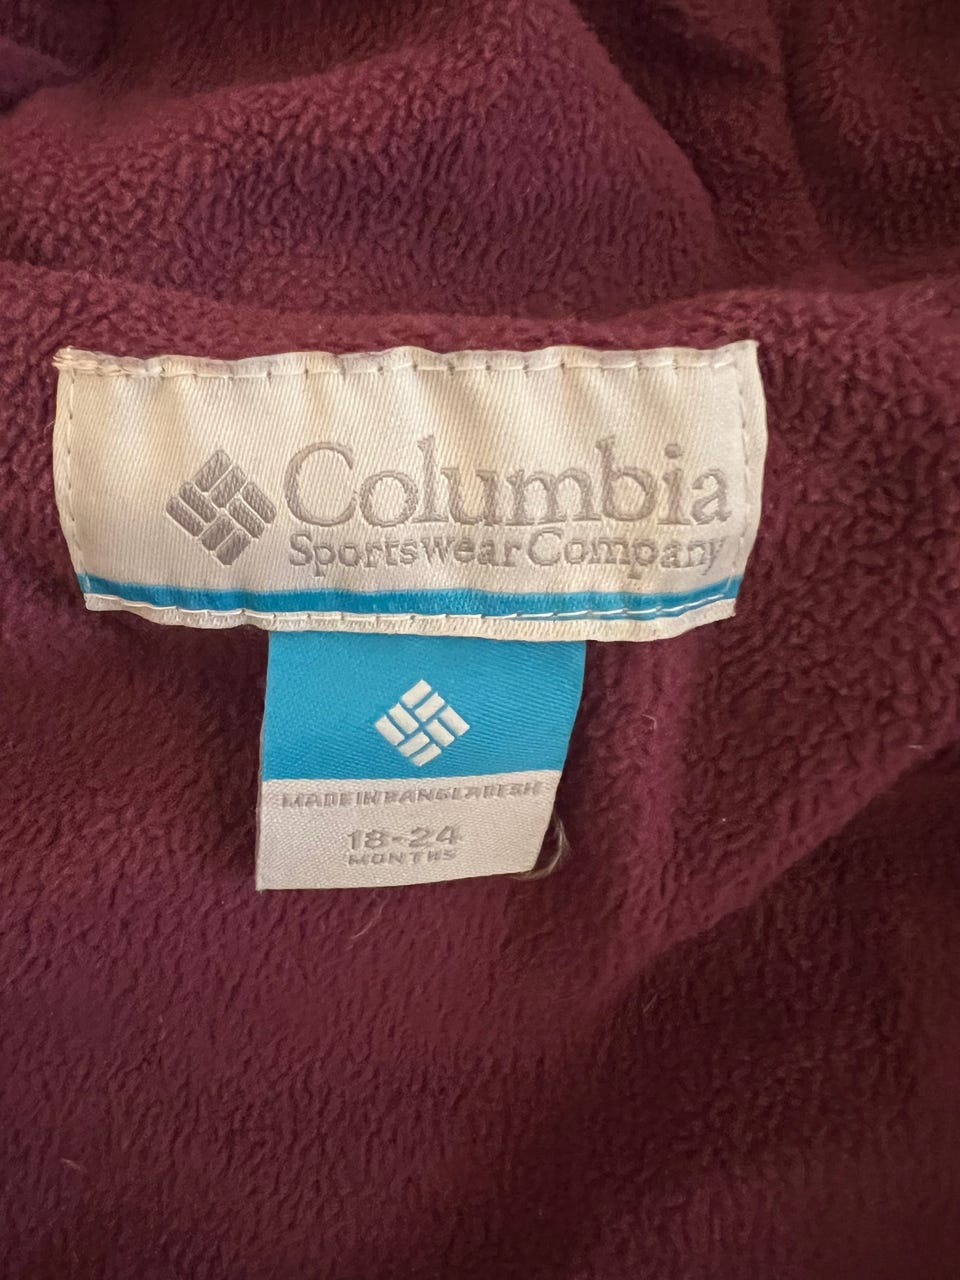 Columbia
Sportswear Company
MADE IN BANGLADESH
18-24
MONTHS